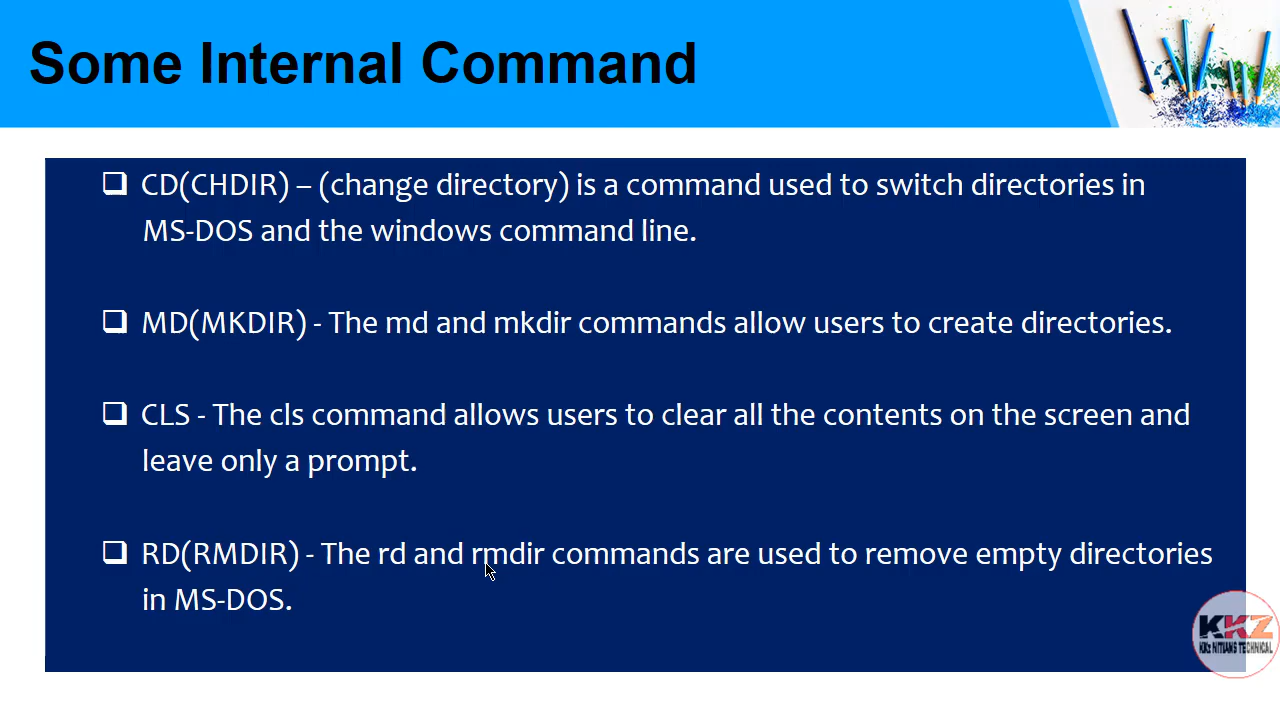 Some Internal Command
CD(CHDIR) – (change directory) is a command used to switch directories in
MS-DOS and the windows command line.
MD(MKDIR) - The md and mkdir commands allow users to create directories.
CLS - The cls command allows users to clear all the contents on the screen and
leave only a prompt.
RD(RMDIR) - The rd and rmdir commands are used to remove empty directories
in MS-DOS.
KKZ
KKz NITIANS TECHNICAL